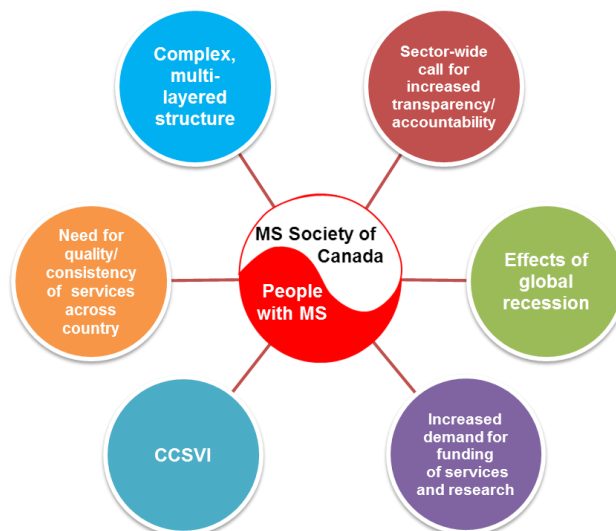 Complex,
multi-
layered
structure
Sector-wide
call for
increased
transparency/
accountability
MS Society of
Canada
People
with MS
Need for
quality/
consistency
of services
across
country
Effects of
global
recession
CCSVI
Increased
demand for
funding
of services
and research